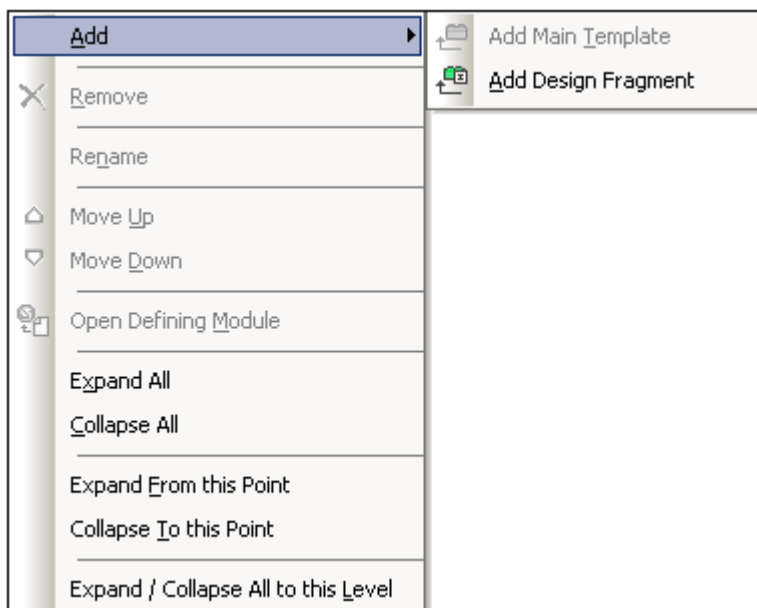 Add
Add Main Template
Add Design Fragment
Remove
Rename
Move Up
Move Down
Open Defining Module
Expand All
Collapse All
Expand From this Point
Collapse To this Point
Expand / Collapse All to this Level